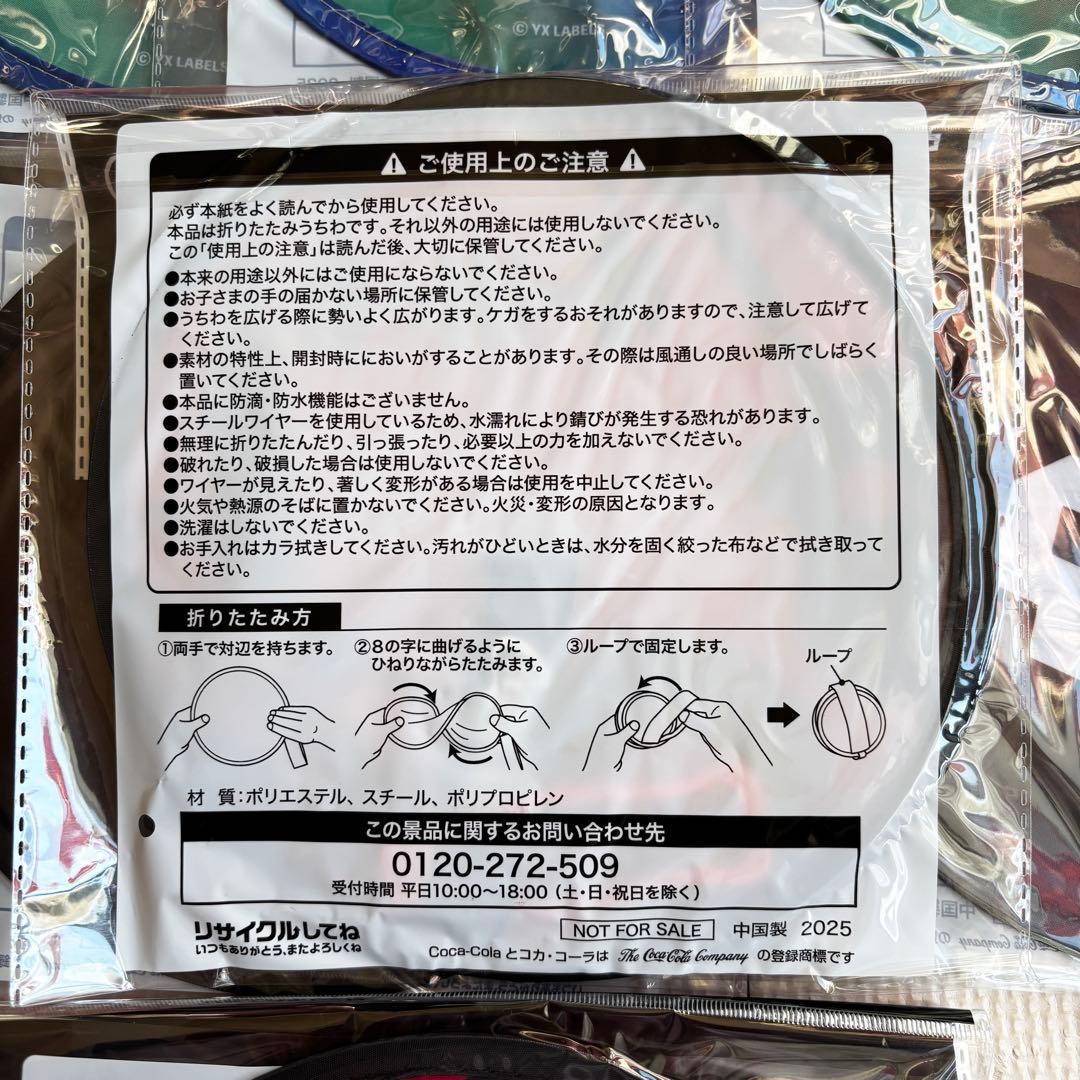 © YX LABELS
© YX LABEL
2025
⚠ ご使用上のご注意 ⚠
必ず本紙をよく読んでから使用してください。
本品は折りたたみうちわです。それ以外の用途には使用しないでください。
この「使用上の注意」は読んだ後、大切に保管してください。
●本来の用途以外にはご使用にならないでください。
●お子さまの手の届かない場所に保管してください。
●うちわを広げる際に勢いよく広がります。ケガをするおそれがありますので、注意して広げて
ください。
●素材の特性上、開封時ににおいがすることがあります。その際は風通しの良い場所でしばらく
置いてください。
●本品に防滴・防水機能はございません。
●スチールワイヤーを使用しているため、水濡れにより錆びが発生する恐れがあります。
●無理に折りたたんだり、引っ張ったり、必要以上の力を加えないでください。
●破れたり、破損した場合は使用しないでください。
●ワイヤーが見えたり、著しく変形がある場合は使用を中止してください。
●火気や熱源のそばに置かないでください。火災・変形の原因となります。
●洗濯はしないでください。
●お手入れはカラ拭きしてください。汚れがひどいときは、水分を固く絞った布などで拭き取って
ください。
折りたたみ方
①両手で対辺を持ちます。
②8の字に曲げるように
ひねりながらたたみます。
③ループで固定します。
ループ
材 質：ポリエステル、スチール、ポリプロピレン
この景品に関するお問い合わせ先
0120-272-509
受付時間 平日10:00～18:00（土・日・祝日を除く）
リサイクルしてね
いつもありがとう、またよろしくね
NOT FOR SALE 中国製 2025
Coca-Cola とコカ・コーラは The Coca-Cola Company の登録商標です